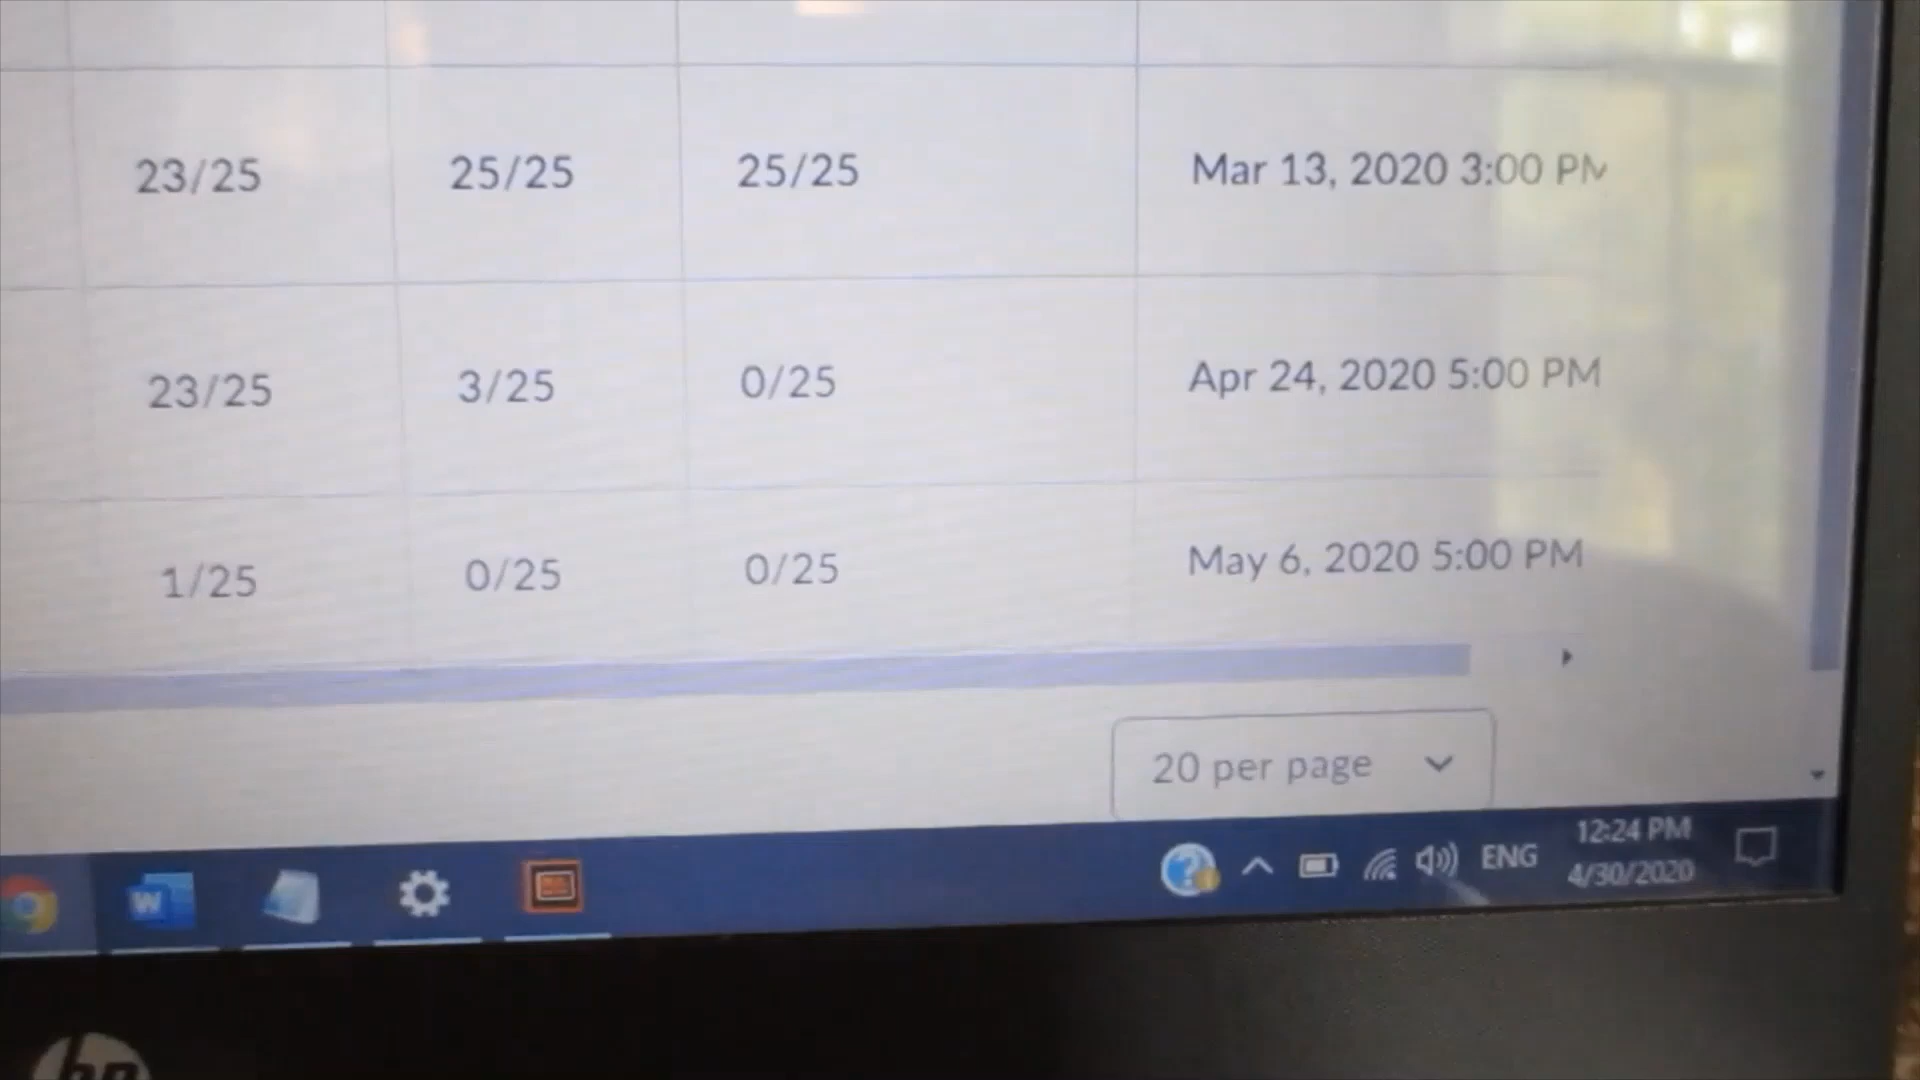 23/25 25/25 25/25 Mar 13, 2020 3:00 PM
23/25 3/25 0/25 Apr 24, 2020 5:00 PM
1/25 0/25 0/25 May 6, 2020 5:00 PM
20 per page
W ? ENG 12:24 PM
4/30/2020
hp